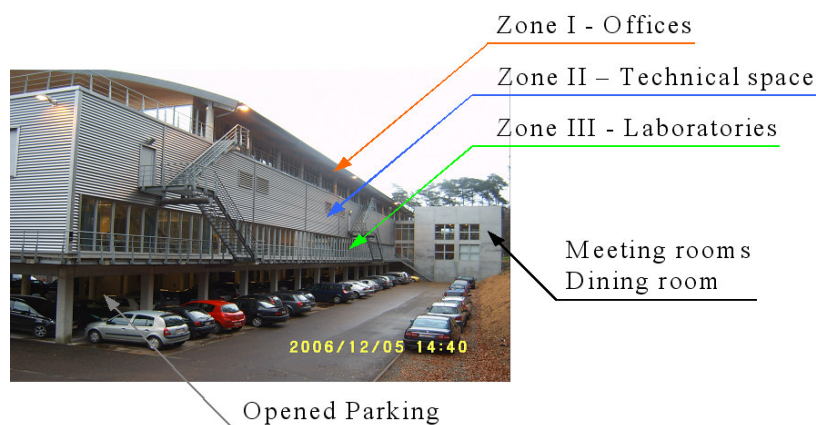 Zone I - Offices
Zone II – Technical space
Zone III - Laboratories
Meeting rooms
Dining room
2006/12/05 14:40
Opened Parking